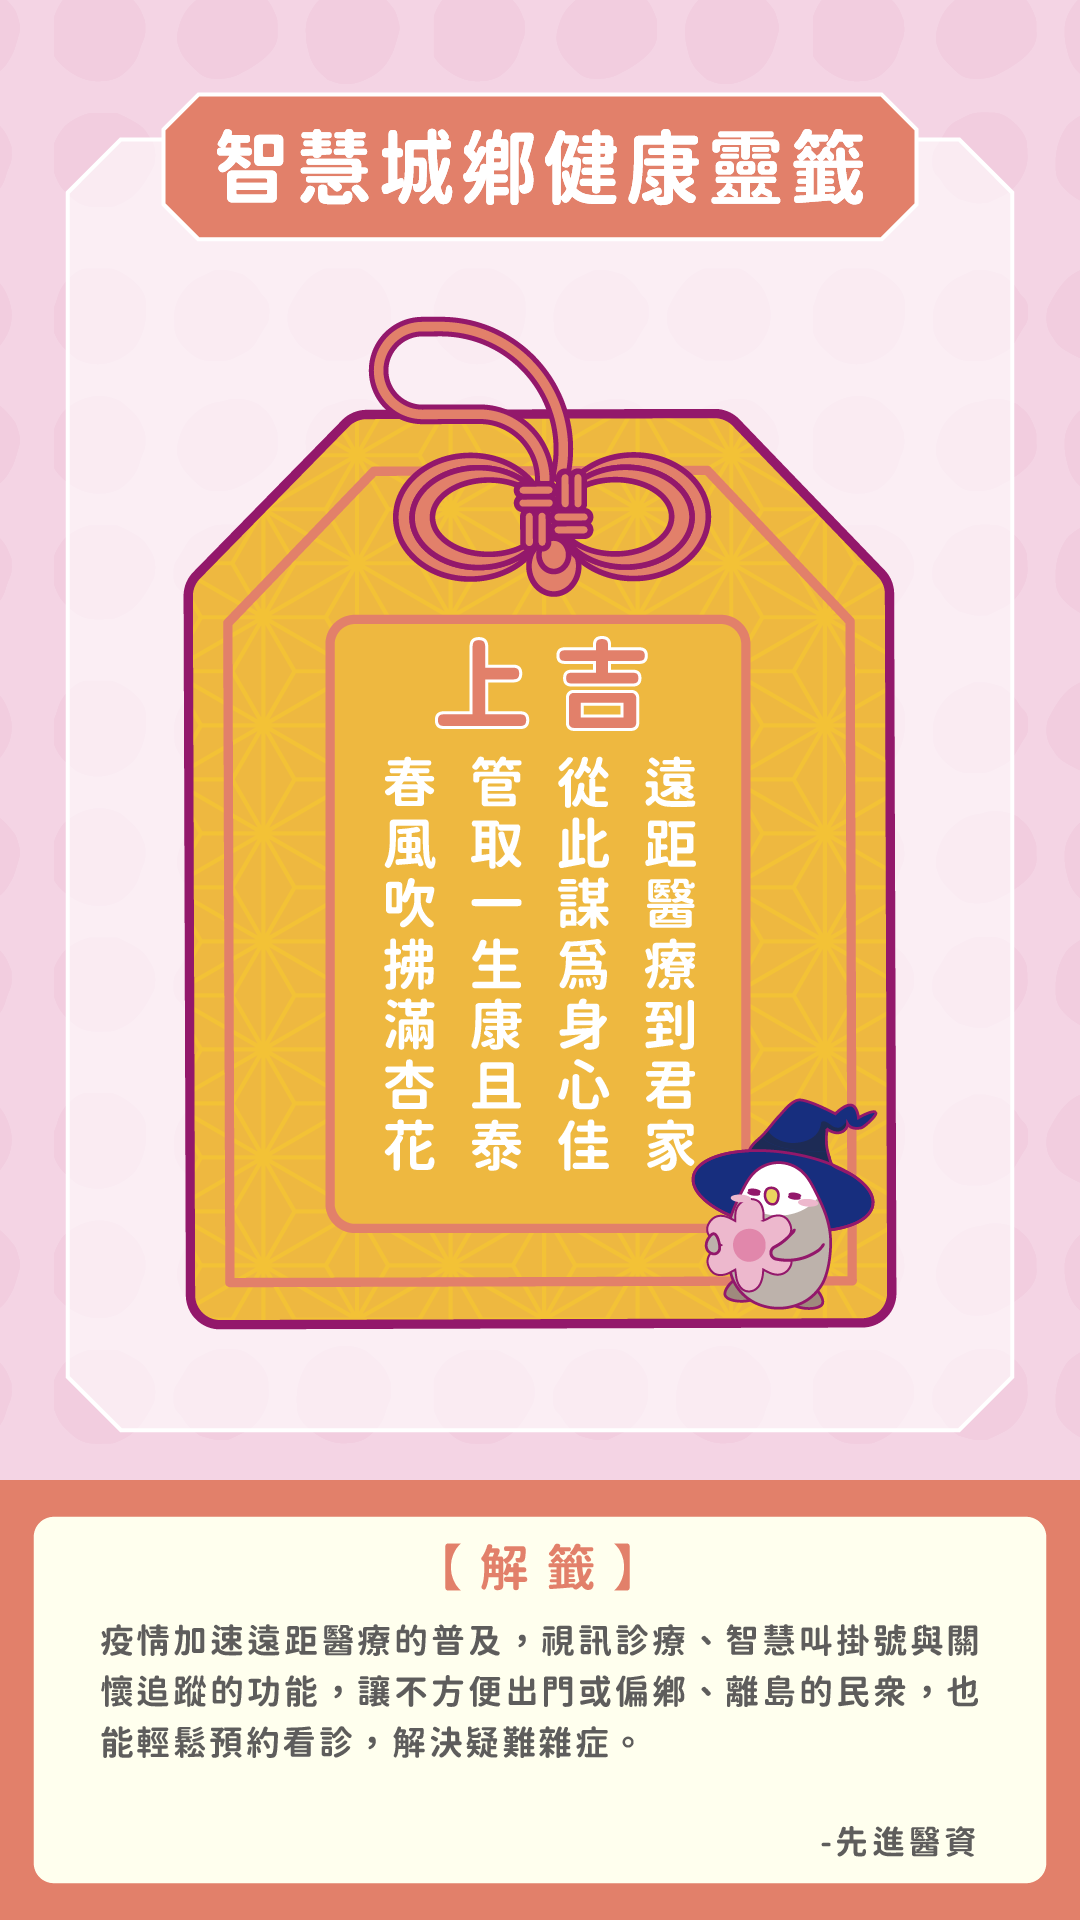 智慧城鄉健康靈籤
上吉
遠距醫療到君家
從此謀為身心佳
管取一生康且泰
春風吹拂滿杏花
【解籤】
疫情加速遠距醫療的普及，視訊診療、智慧叫掛號與關
懷追蹤的功能，讓不方便出門或偏鄉、離島的民眾，也
能輕鬆預約看診，解決疑難雜症。
-先進醫資